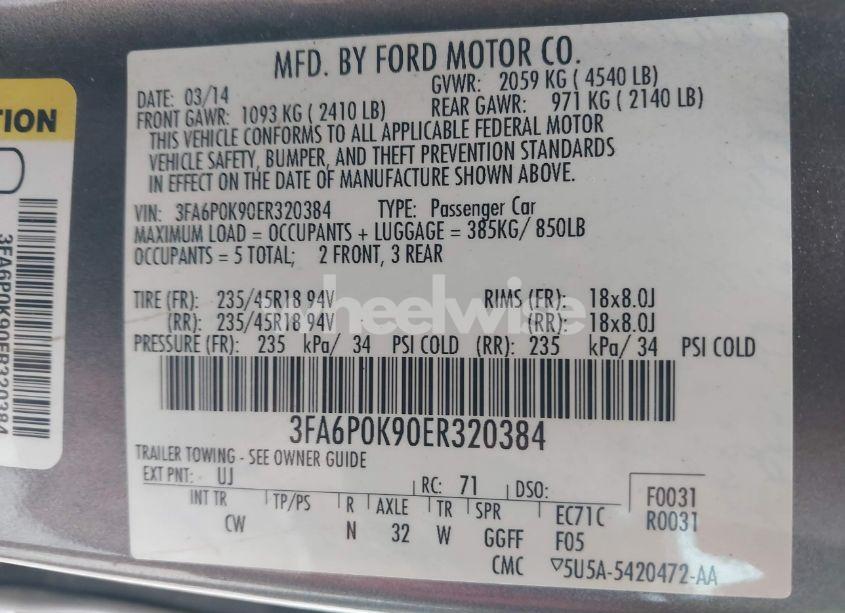 TION
3FA6P0K90ER320384
MFD. BY FORD MOTOR CO.
DATE: 03/14 GVWR: 2059 KG ( 4540 LB)
FRONT GAWR: 1093 KG ( 2410 LB) REAR GAWR: 971 KG ( 2140 LB)
THIS VEHICLE CONFORMS TO ALL APPLICABLE FEDERAL MOTOR
VEHICLE SAFETY, BUMPER, AND THEFT PREVENTION STANDARDS
IN EFFECT ON THE DATE OF MANUFACTURE SHOWN ABOVE.
VIN: 3FA6P0K90ER320384 TYPE: Passenger Car
MAXIMUM LOAD = OCCUPANTS + LUGGAGE = 385KG/ 850LB
OCCUPANTS = 5 TOTAL; 2 FRONT, 3 REAR
wheelwise
TIRE (FR): 235/45R18 94V RIMS (FR): 18x8.0J
(RR): 235/45R18 94V (RR): 18x8.0J
PRESSURE (FR): 235 kPa/ 34 PSI COLD (RR): 235 kPa/ 34 PSI COLD
3FA6P0K90ER320384
TRAILER TOWING - SEE OWNER GUIDE
EXT PNT: UJ RC: 71 DSO: F0031
INT TR TP/PS R AXLE TR SPR EC71C R0031
CW N 32 W GGFF F05
CMC ▽5U5A-5420472-AA